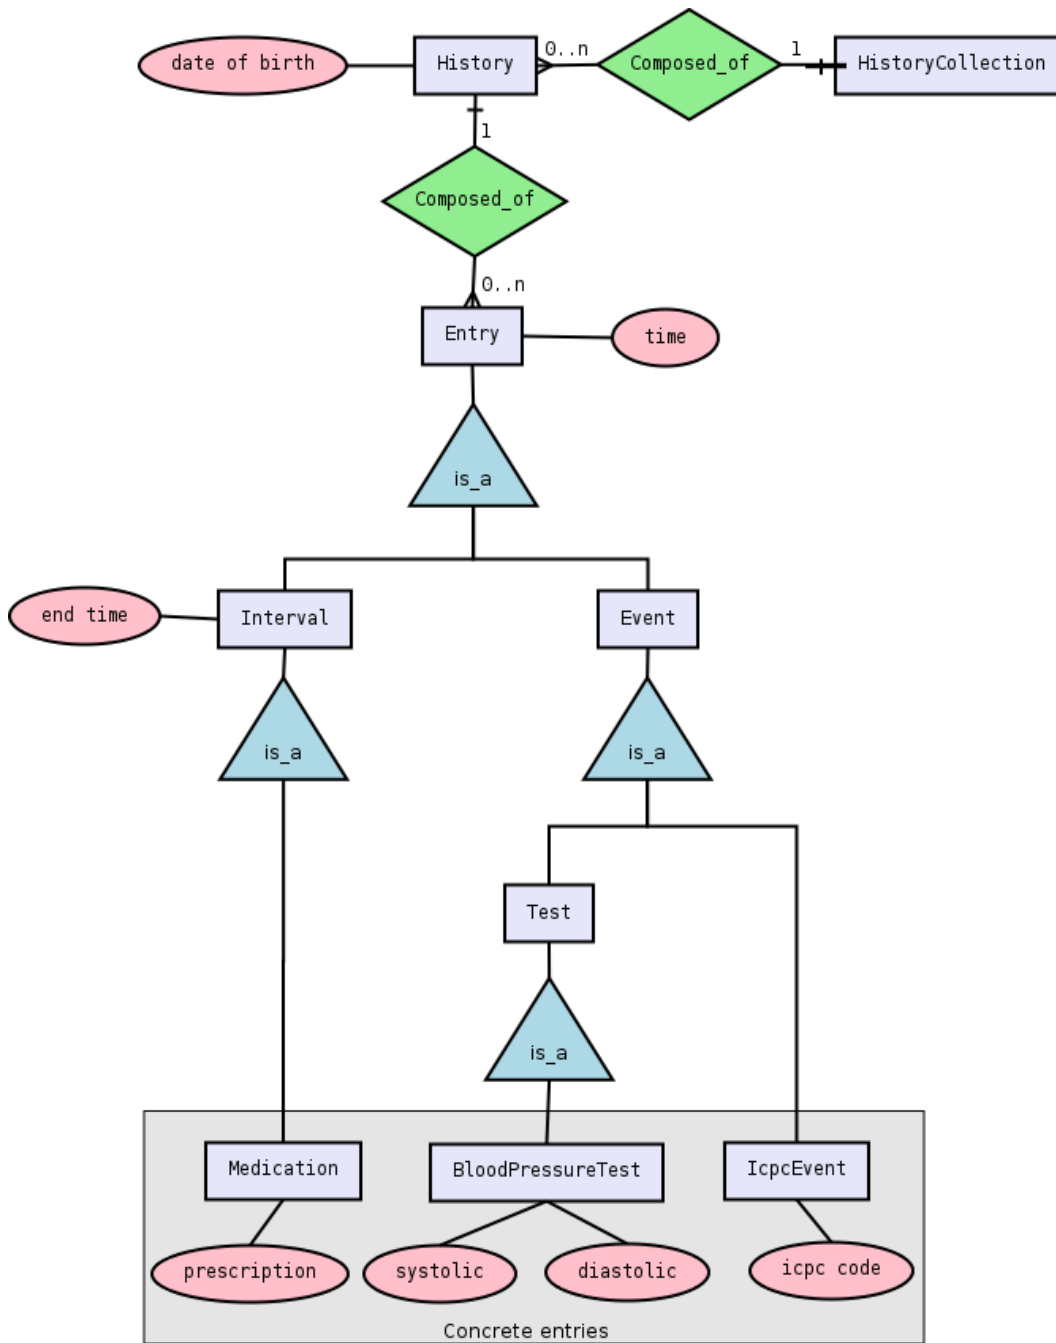 date of birth
History
0..n
Composed_of
1
HistoryCollection
1
Composed_of
0..n
Entry
time
is_a
end time
Interval
Event
is_a
is_a
Test
is_a
Medication
BloodPressureTest
IcpcEvent
prescription
systolic
diastolic
icpc code
Concrete entries